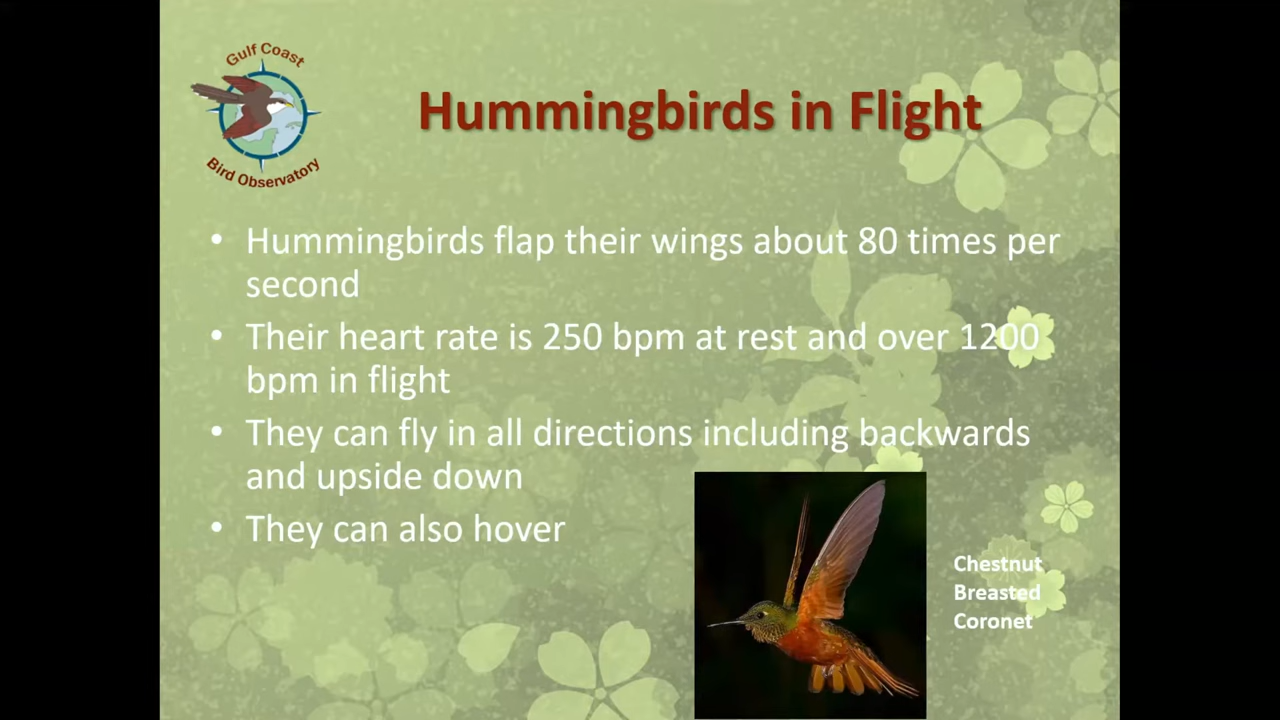 Gulf Coast
Bird Observatory
Hummingbirds in Flight
• Hummingbirds flap their wings about 80 times per
second
• Their heart rate is 250 bpm at rest and over 1200
bpm in flight
• They can fly in all directions including backwards
and upside down
• They can also hover
Chestnut
Breasted
Coronet